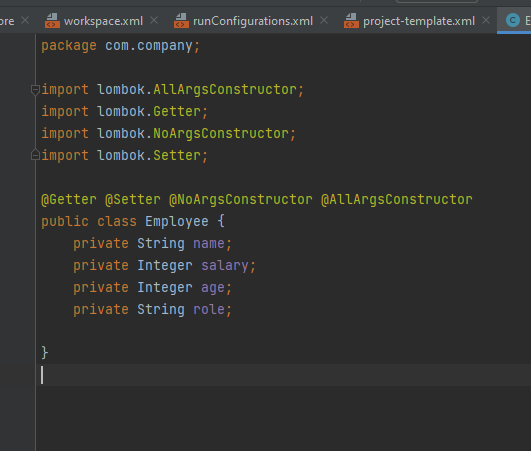 ore workspace.xml runConfigurations.xml project-template.xml C E
package com.company;
import lombok.AllArgsConstructor;
import lombok.Getter;
import lombok.NoArgsConstructor;
import lombok.Setter;
@Getter @Setter @NoArgsConstructor @AllArgsConstructor
public class Employee {
private String name;
private Integer salary;
private Integer age;
private String role;
}